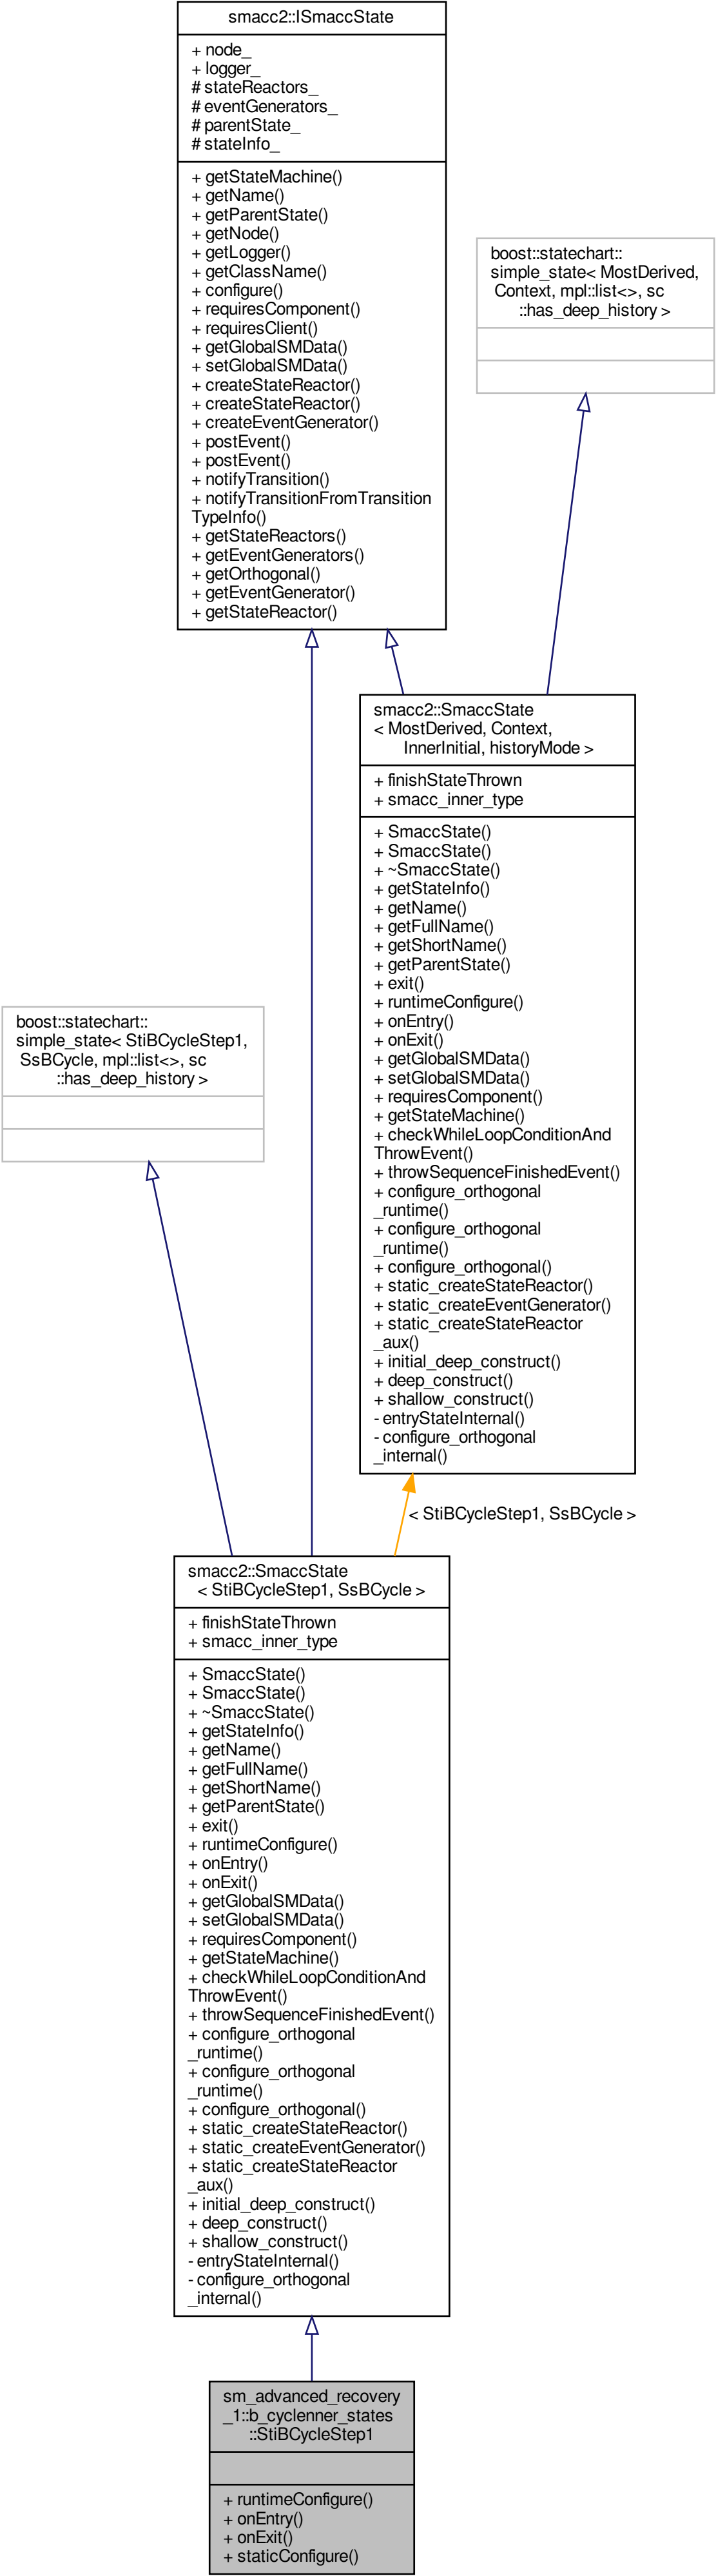 smacc2::ISmaccState
+ node_
+ logger_
# stateReactors_
# eventGenerators_
# parentState_
# stateInfo_
+ getStateMachine()
+ getName()
+ getParentState()
+ getNode()
+ getLogger()
+ getClassName()
+ configure()
+ requiresComponent()
+ requiresClient()
+ getGlobalSMData()
+ setGlobalSMData()
+ createStateReactor()
+ createStateReactor()
+ createEventGenerator()
+ postEvent()
+ postEvent()
+ notifyTransition()
+ notifyTransitionFromTransition
TypeInfo()
+ getStateReactors()
+ getEventGenerators()
+ getOrthogonal()
+ getEventGenerator()
+ getStateReactor()
boost::statechart::
simple_state< MostDerived,
Context, mpl::list<>, sc
::has_deep_history >
smacc2::SmaccState
< MostDerived, Context,
InnerInitial, historyMode >
+ finishStateThrown
+ smacc_inner_type
+ SmaccState()
+ SmaccState()
+ ~SmaccState()
+ getStateInfo()
+ getName()
+ getFullName()
+ getShortName()
+ getParentState()
+ exit()
+ runtimeConfigure()
+ onEntry()
+ onExit()
+ getGlobalSMData()
+ setGlobalSMData()
+ requiresComponent()
+ getStateMachine()
+ checkWhileLoopConditionAnd
ThrowEvent()
+ throwSequenceFinishedEvent()
+ configure_orthogonal
_runtime()
+ configure_orthogonal
_runtime()
+ configure_orthogonal()
+ static_createStateReactor()
+ static_createEventGenerator()
+ static_createStateReactor
_aux()
+ initial_deep_construct()
+ deep_construct()
+ shallow_construct()
- entryStateInternal()
- configure_orthogonal
_internal()
boost::statechart::
simple_state< StiBCycleStep1,
SsBCycle, mpl::list<>, sc
::has_deep_history >
< StiBCycleStep1, SsBCycle >
smacc2::SmaccState
< StiBCycleStep1, SsBCycle >
+ finishStateThrown
+ smacc_inner_type
+ SmaccState()
+ SmaccState()
+ ~SmaccState()
+ getStateInfo()
+ getName()
+ getFullName()
+ getShortName()
+ getParentState()
+ exit()
+ runtimeConfigure()
+ onEntry()
+ onExit()
+ getGlobalSMData()
+ setGlobalSMData()
+ requiresComponent()
+ getStateMachine()
+ checkWhileLoopConditionAnd
ThrowEvent()
+ throwSequenceFinishedEvent()
+ configure_orthogonal
_runtime()
+ configure_orthogonal
_runtime()
+ configure_orthogonal()
+ static_createStateReactor()
+ static_createEventGenerator()
+ static_createStateReactor
_aux()
+ initial_deep_construct()
+ deep_construct()
+ shallow_construct()
- entryStateInternal()
- configure_orthogonal
_internal()
sm_advanced_recovery
_1::b_cyclenner_states
::StiBCycleStep1
+ runtimeConfigure()
+ onEntry()
+ onExit()
+ staticConfigure()